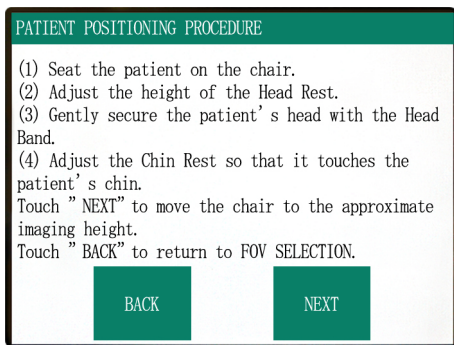 PATIENT POSITIONING PROCEDURE
(1) Seat the patient on the chair.
(2) Adjust the height of the Head Rest.
(3) Gently secure the patient's head with the Head
Band.
(4) Adjust the Chin Rest so that it touches the
patient's chin.
Touch "NEXT" to move the chair to the approximate
imaging height.
Touch "BACK" to return to FOV SELECTION.
BACK
NEXT